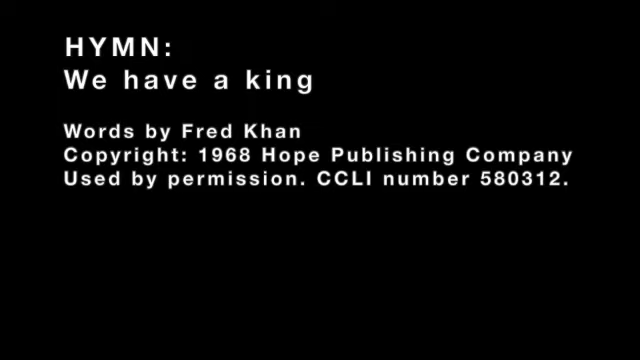 HYMN:
We have a king
Words by Fred Khan
Copyright: 1968 Hope Publishing Company
Used by permission. CCLI number 580312.